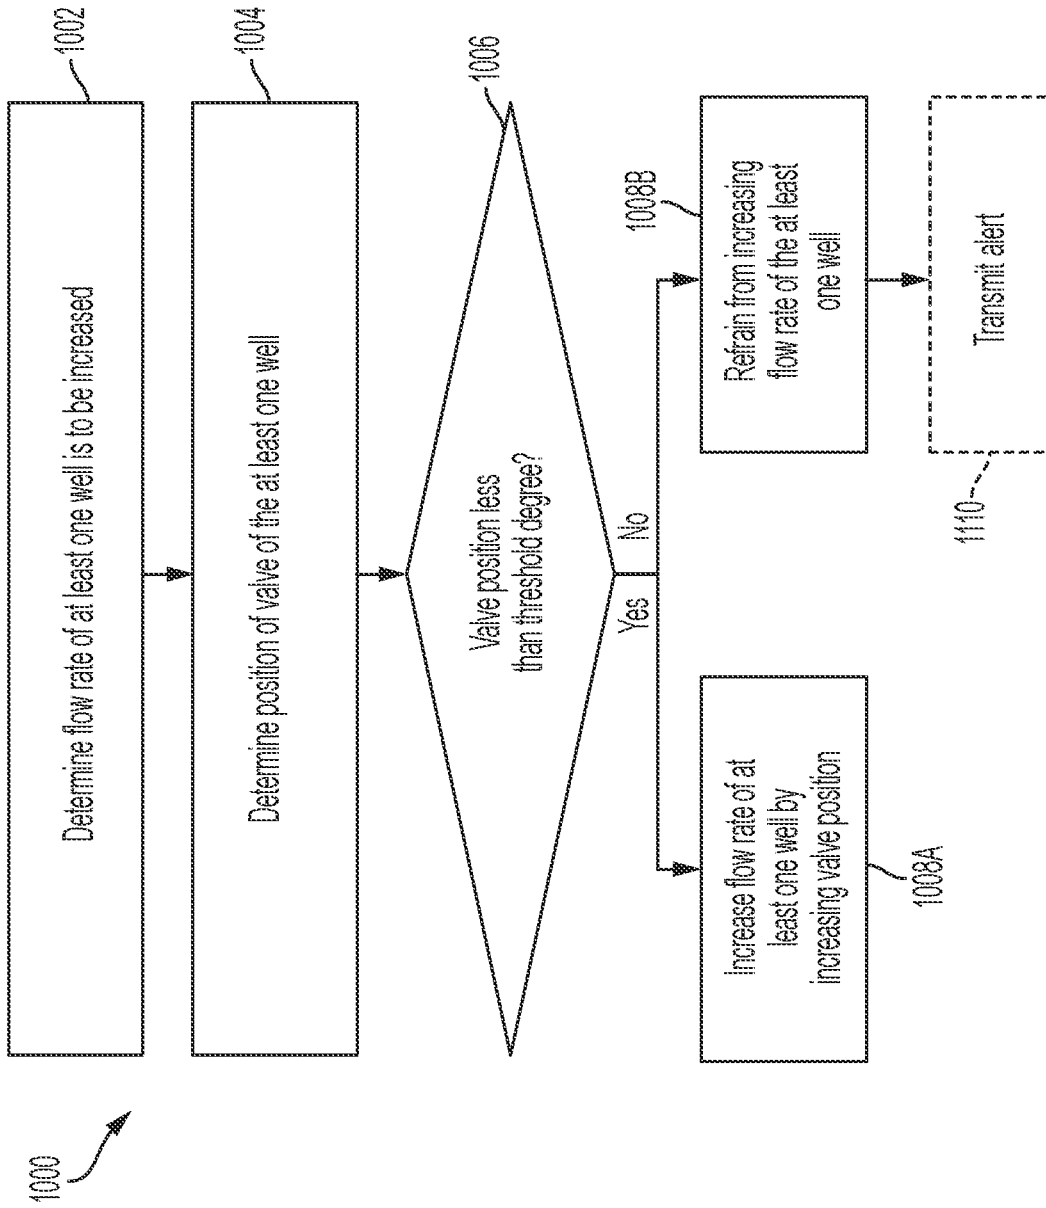 1000
1002
Determine flow rate of at least one well is to be increased
1004
Determine position of valve of the at least one well
1006
Valve position less
than threshold degree?
Yes
No
Increase flow rate of at
least one well by
increasing valve position
1008A
1008B
Refrain from increasing
flow rate of the at least
one well
1110
Transmit alert